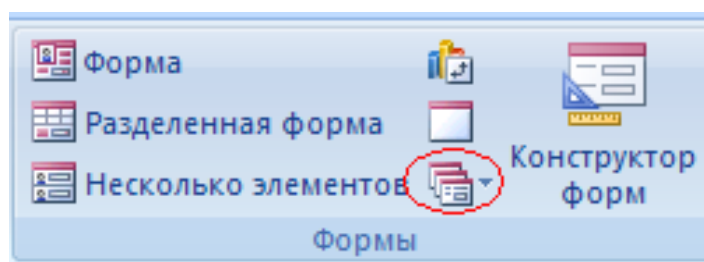 Форма
Разделенная форма
Несколько элементов
Конструктор
форм
Формы